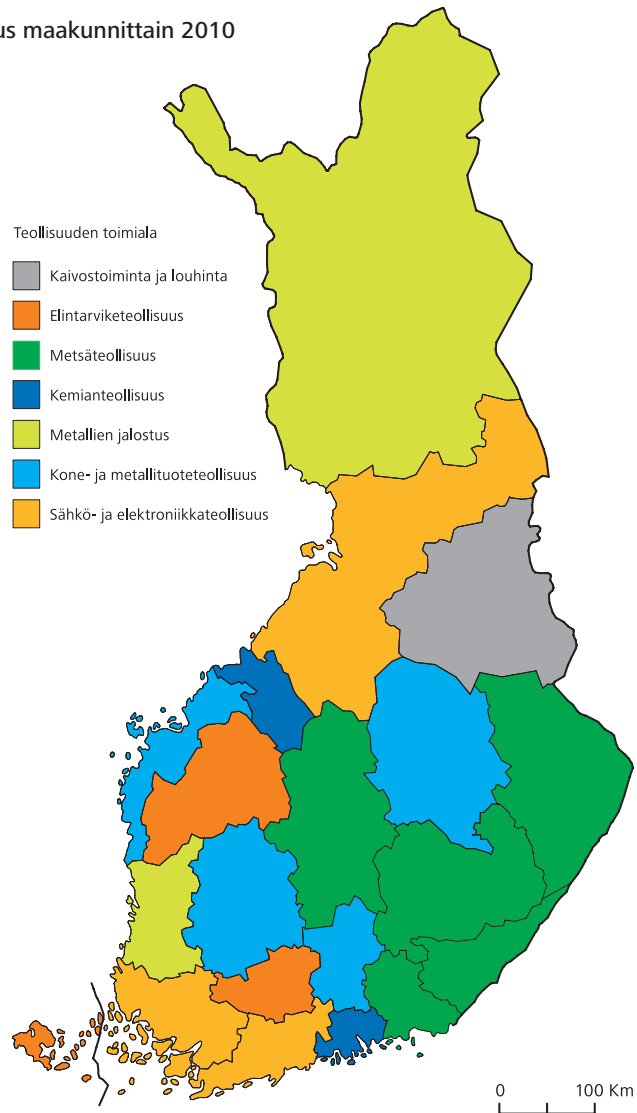 maakunnittain 2010
Teollisuuden toimiala
Kaivostoiminta ja louhinta
Elintarviketeollisuus
Metsäteollisuus
Kemianteollisuus
Metallien jalostus
Kone- ja metallituoteteollisuus
Sähkö- ja elektroniikkateollisuus
0 100 Km